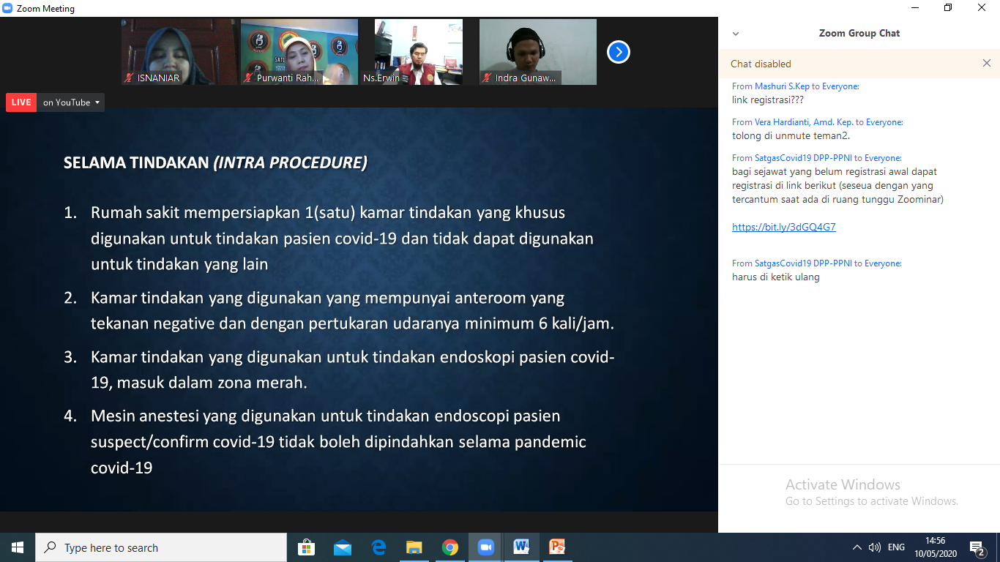 Zoom Meeting
ISNANIAR
Purwanti Rah...
Ns.Erwin
Indra Gunaw...
LIVE
on YouTube
SELAMA TINDAKAN (INTRA PROCEDURE)
1. Rumah sakit mempersiapkan 1(satu) kamar tindakan yang khusus
digunakan untuk tindakan pasien covid-19 dan tidak dapat digunakan
untuk tindakan yang lain
2. Kamar tindakan yang digunakan yang mempunyai anteroom yang
tekanan negative dan dengan pertukaran udaranya minimum 6 kali/jam.
3. Kamar tindakan yang digunakan untuk tindakan endoskopi pasien covid-
19, masuk dalam zona merah.
4. Mesin anestesi yang digunakan untuk tindakan endoscopi pasien
suspect/confirm covid-19 tidak boleh dipindahkan selama pandemic
covid-19
Zoom Group Chat
Chat disabled
From Mashuri S.Kep to Everyone:
link registrasi???
From Vera Hardianti, Amd. Kep. to Everyone:
tolong di unmute teman2.
From SatgasCovid19 DPP-PPNI to Everyone:
bagi sejawat yang belum registrasi awal dapat
registrasi di link berikut (seseua dengan yang
tercantum saat ada di ruang tunggu Zoominar)
https://bit.ly/3dGQ4G7
From SatgasCovid19 DPP-PPNI to Everyone:
harus di ketik ulang
Activate Windows
Go to Settings to activate Windows.
Type here to search
ENG
14:56
10/05/2020
2